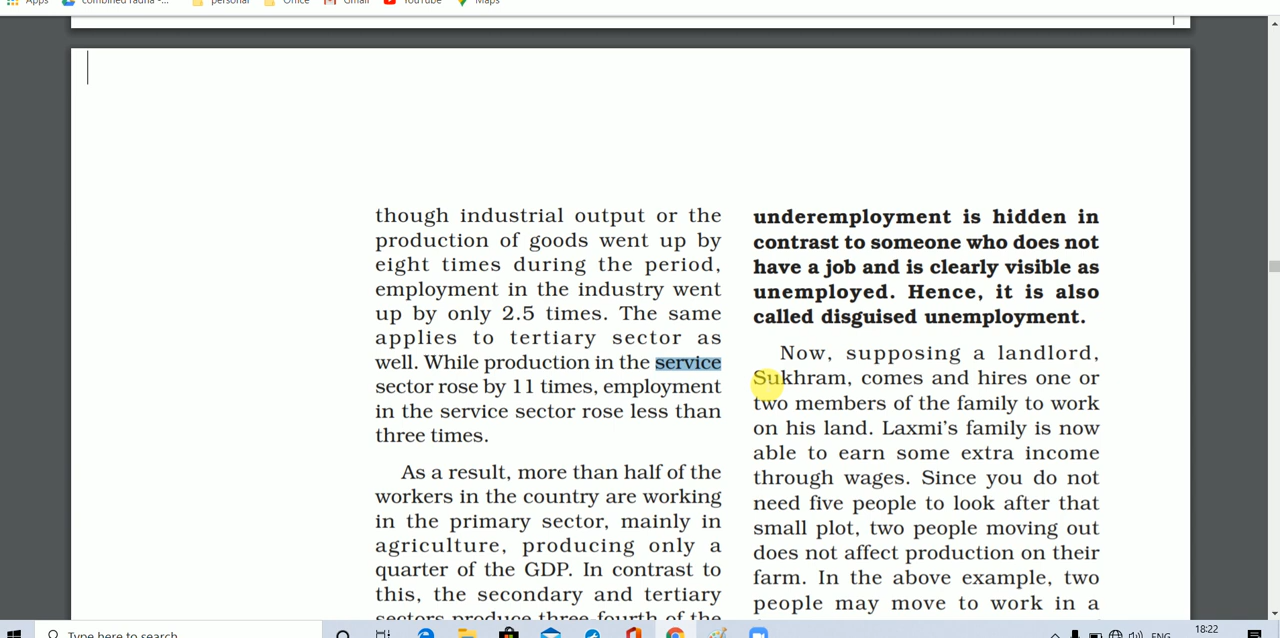 Apps combined radha -... personal Office Gmail YouTube Maps
though industrial output or the
production of goods went up by
eight times during the period,
employment in the industry went
up by only 2.5 times. The same
applies to tertiary sector as
well. While production in the service
sector rose by 11 times, employment
in the service sector rose less than
three times.
As a result, more than half of the
workers in the country are working
in the primary sector, mainly in
agriculture, producing only a
quarter of the GDP. In contrast to
this, the secondary and tertiary
sectors produce three-fourth of the
underemployment is hidden in
contrast to someone who does not
have a job and is clearly visible as
unemployed. Hence, it is also
called disguised unemployment.
Now, supposing a landlord,
Sukhram, comes and hires one or
two members of the family to work
on his land. Laxmi's family is now
able to earn some extra income
through wages. Since you do not
need five people to look after that
small plot, two people moving out
does not affect production on their
farm. In the above example, two
people may move to work in a
Type here to search
ENG
18:22